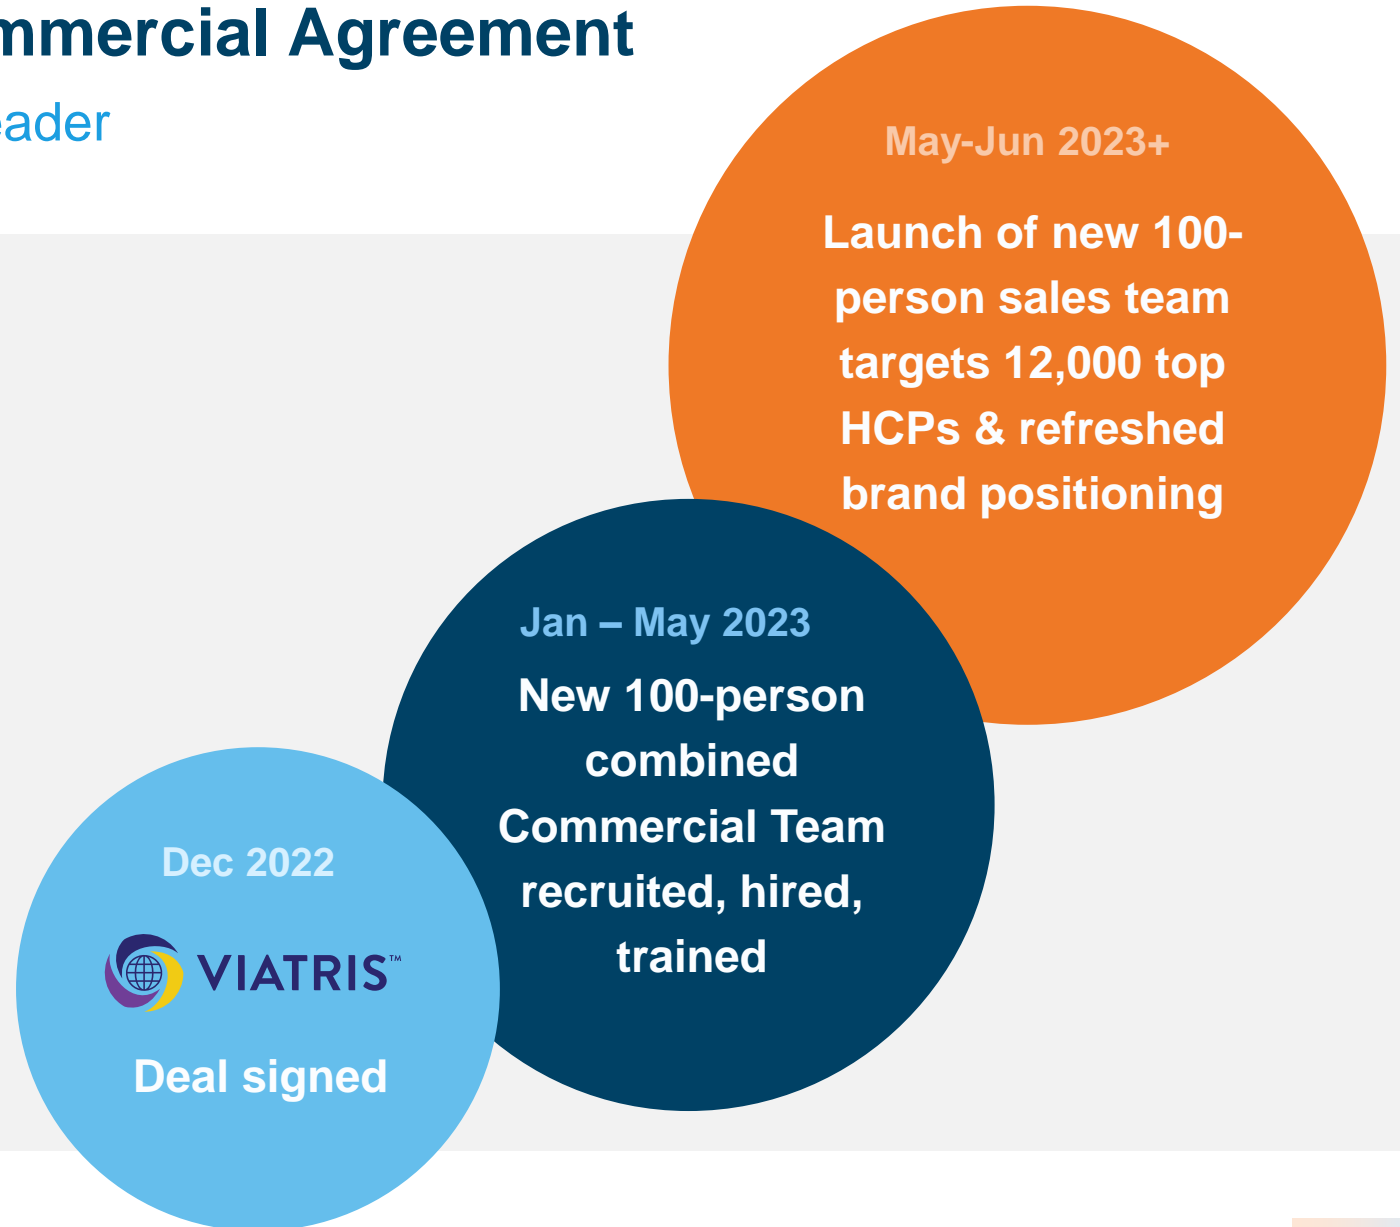 mmercial Agreement
eader
May-Jun 2023+
Launch of new 100-
person sales team
targets 12,000 top
HCPs & refreshed
brand positioning
Jan – May 2023
New 100-person
combined
Commercial Team
recruited, hired,
trained
Dec 2022
VIATRIS™
Deal signed